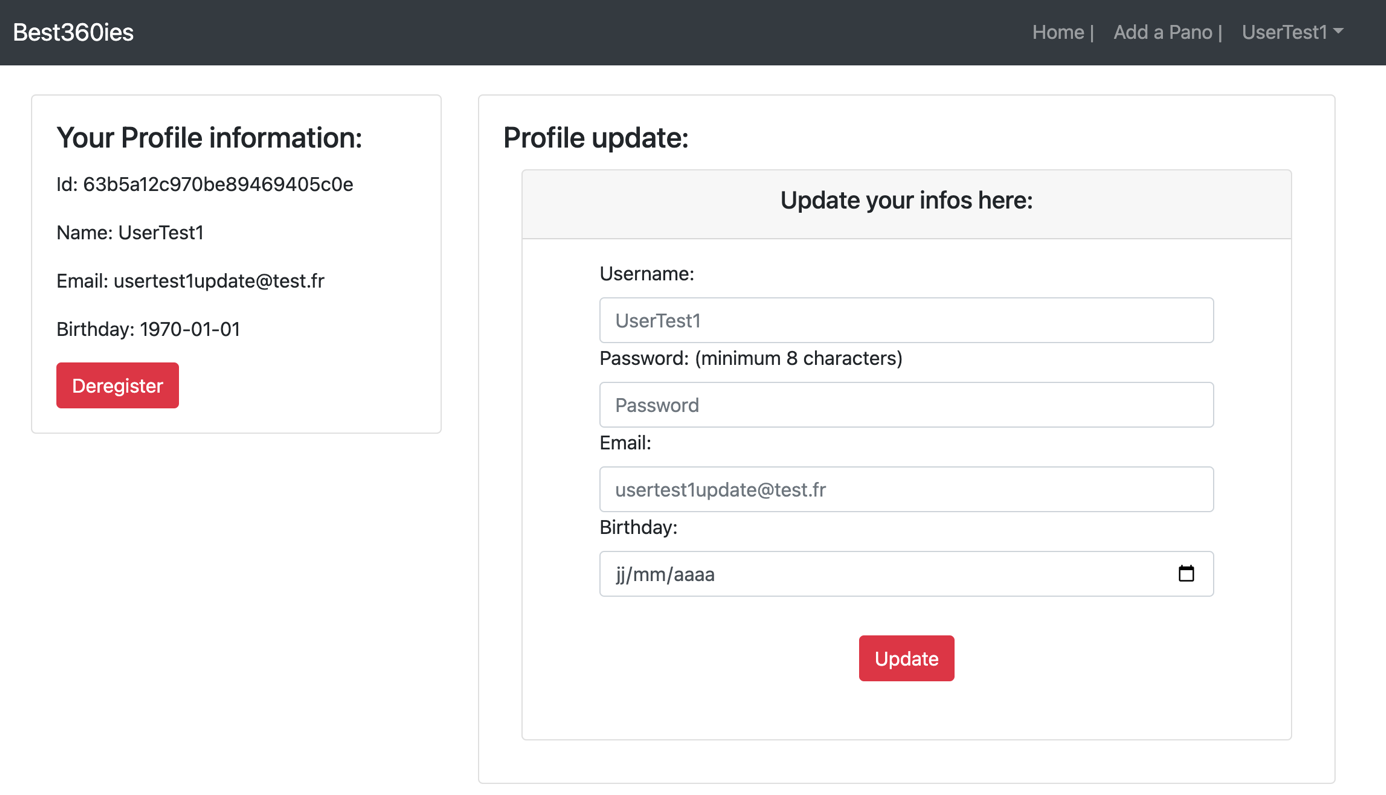 Best360ies
Home | Add a Pano | UserTest1
Your Profile information:
Id: 63b5a12c970be89469405c0e
Name: UserTest1
Email: usertest1update@test.fr
Birthday: 1970-01-01
Deregister
Profile update:
Update your infos here:
Username:
UserTest1
Password: (minimum 8 characters)
Password
Email:
usertest1update@test.fr
Birthday:
jj/mm/aaaa
Update